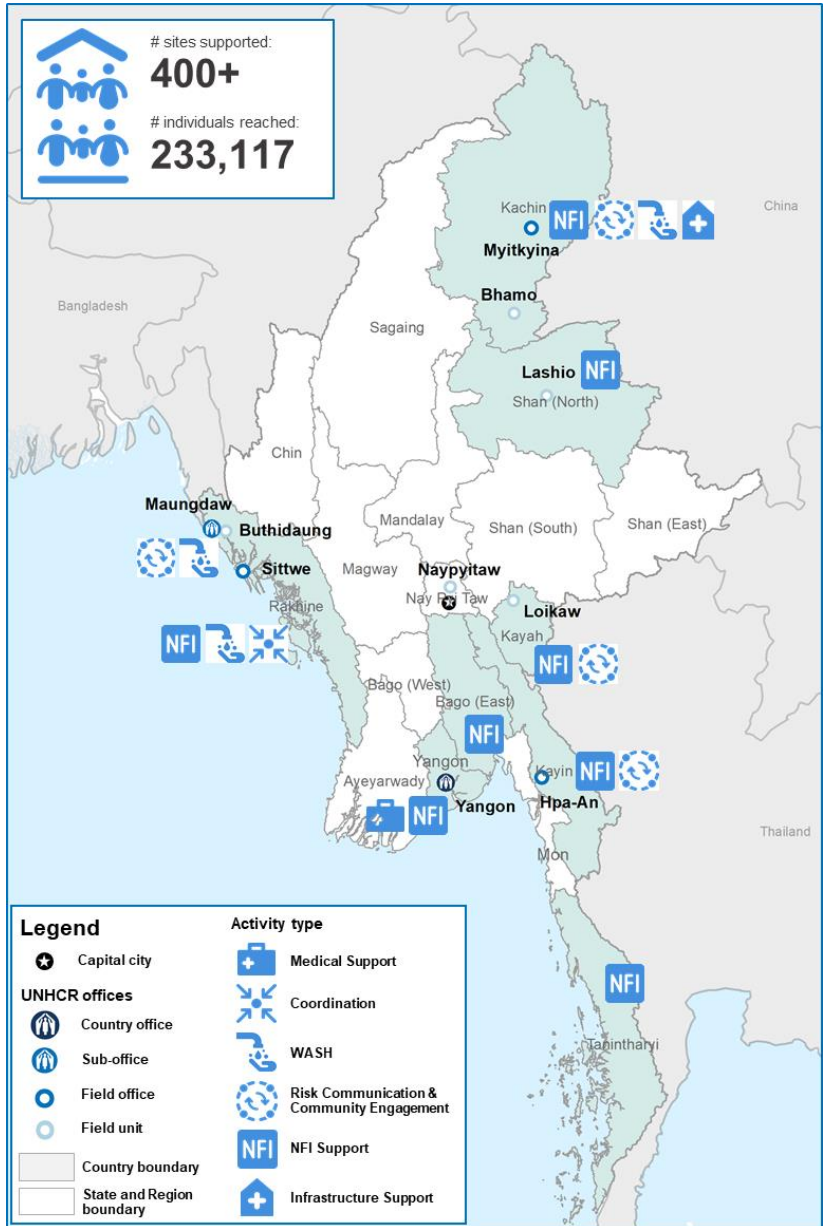 # sites supported:
400+
# individuals reached:
233,117
China
Kachin
NFI
Myitkyina
Bhamo
Bangladesh
Sagaing
Lashio
NFI
Shan (North)
Chin
Maungdaw
Buthidaung
Mandalay
Shan (South)
Shan (East)
Sittwe
Magway
Naypyitaw
Nay Pyi Taw
Rakhine
Loikaw
Kayah
NFI
NFI
Bago (West)
Bago (East)
NFI
Yangon
Kayin
NFI
Ayeyarwady
Yangon
Hpa-An
NFI
Thailand
Mon
NFI
Tanintharyi
Legend
Capital city
UNHCR offices
Country office
Sub-office
Field office
Field unit
Country boundary
State and Region
boundary
Activity type
Medical Support
Coordination
WASH
Risk Communication &
Community Engagement
NFI
NFI Support
Infrastructure Support